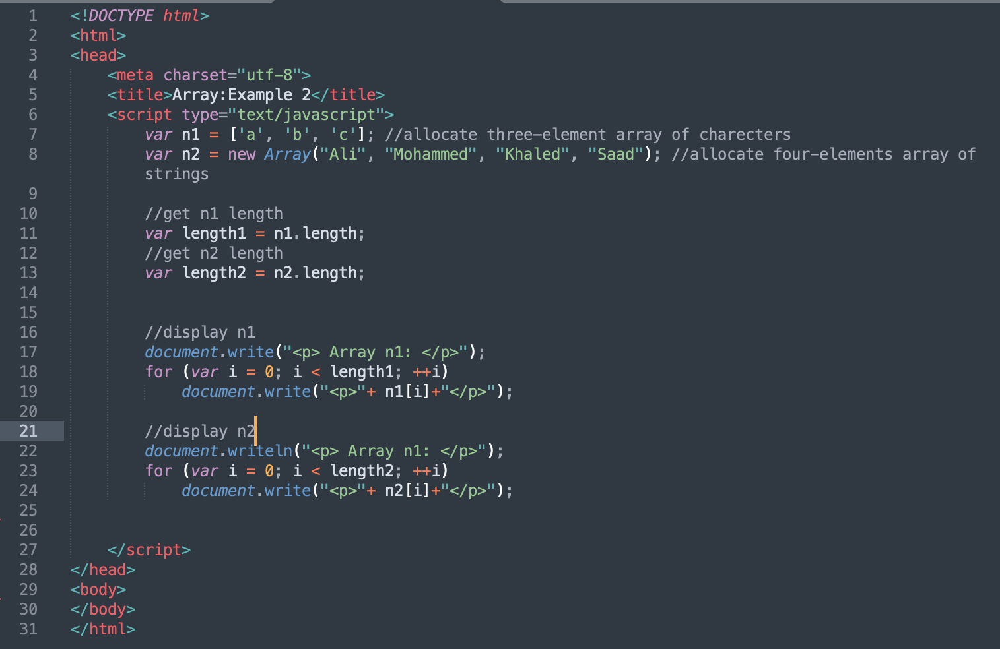 1 <!DOCTYPE html>
2 <html>
3 <head>
4     <meta charset="utf-8">
5     <title>Array:Example 2</title>
6     <script type="text/javascript">
7         var n1 = ['a', 'b', 'c']; //allocate three-element array of charecters
8         var n2 = new Array("Ali", "Mohammed", "Khaled", "Saad"); //allocate four-elements array of
        strings
9
10         //get n1 length
11         var length1 = n1.length;
12         //get n2 length
13         var length2 = n2.length;
14
15
16         //display n1
17         document.write("<p> Array n1: </p>");
18         for (var i = 0; i < length1; ++i)
19             document.write("<p>"+ n1[i]+"</p>");
20
21         //display n2
22         document.writeln("<p> Array n1: </p>");
23         for (var i = 0; i < length2; ++i)
24             document.write("<p>"+ n2[i]+"</p>");
25
26
27     </script>
28 </head>
29 <body>
30 </body>
31 </html>